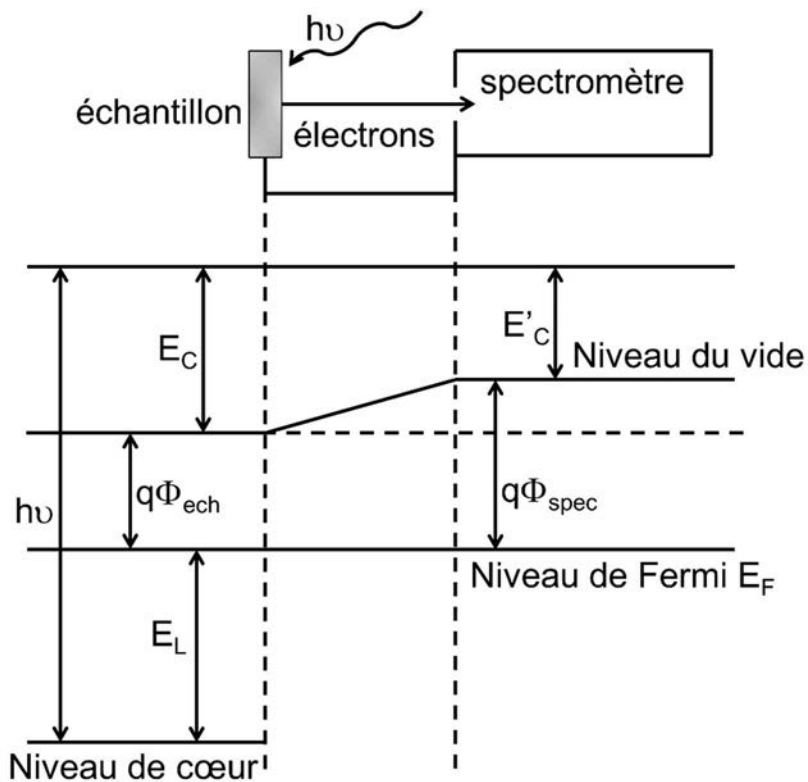 hυ
spectromètre
échantillon
électrons
E_C
E'_C
Niveau du vide
qΦ_ech
qΦ_spec
hυ
Niveau de Fermi E_F
E_L
Niveau de cœur